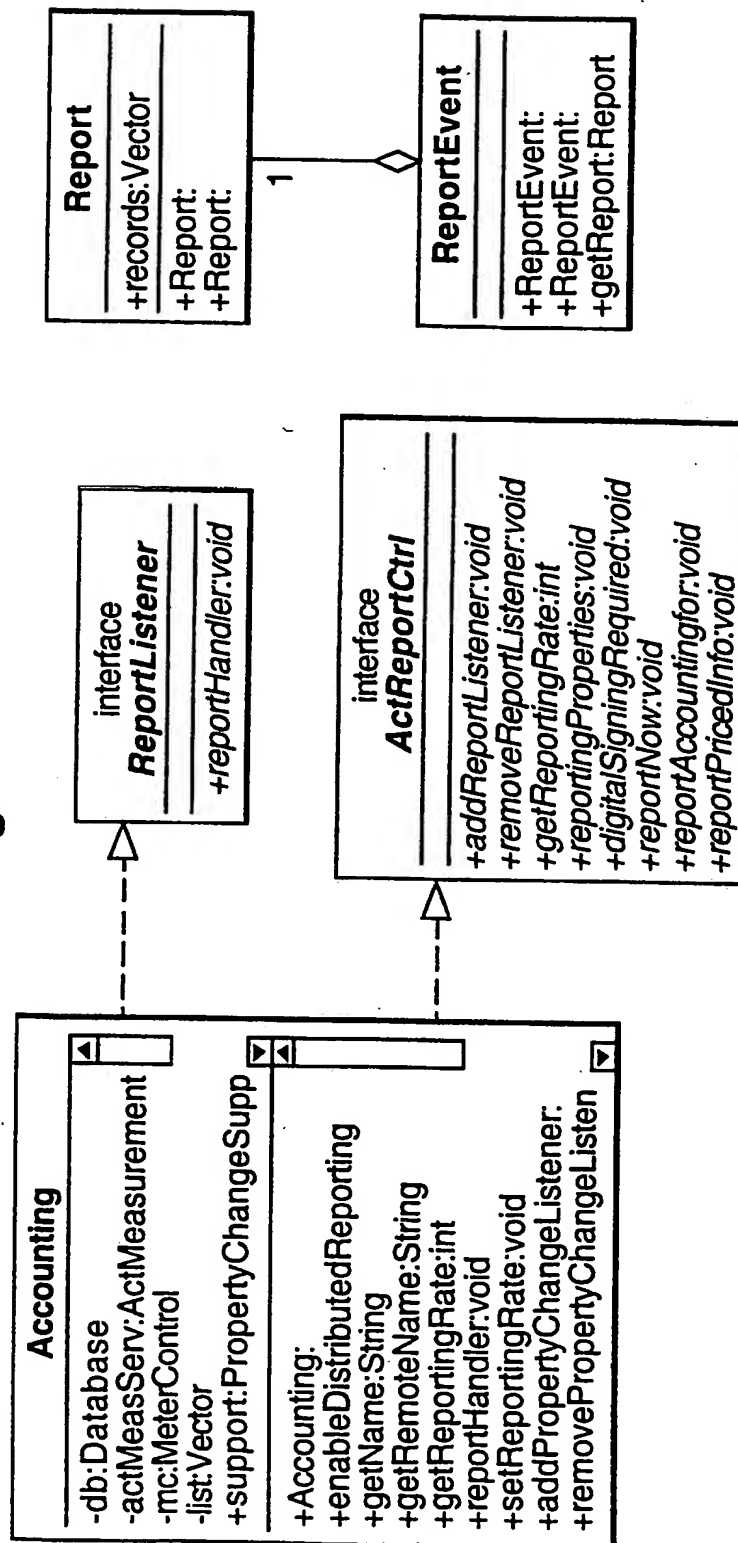 Accounting
-db:Database
-actMeasServ:ActMeasurement
-mc:MeterControl
-list:Vector
+support:PropertyChangeSupp
+Accounting:
+enableDistributedReporting
+getName:String
+getRemoteName:String
+getReportingRate:int
+reportHandler:void
+setReportingRate:void
+addPropertyChangeListener:
+removePropertyChangeListen
interface
ReportListener
+reportHandler:void
interface
ActReportCtrl
+addReportListener:void
+removeReportListener:void
+getReportingRate:int
+reportingProperties:void
+digitalSigningRequired:void
+reportNow:void
+reportAccountingfor:void
+reportPricedInfo:void
Report
+records:Vector
+Report:
+Report:
1
ReportEvent
+ReportEvent:
+ReportEvent:
+getReport:Report